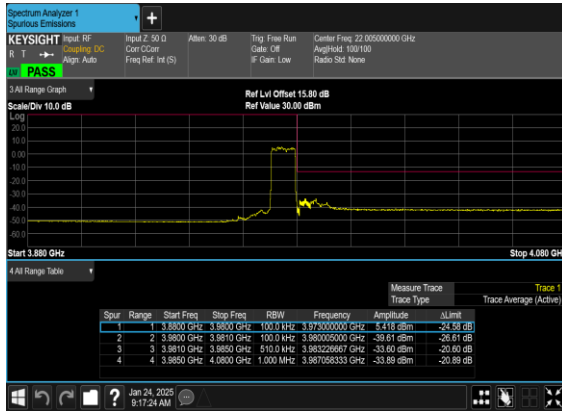 Spectrum Analyzer 1
Spurious Emissions
KEYSIGHT
R T
Input: RF
Coupling: DC
Align: Auto
Input Z: 50 Ω
Corr CCorr
Freq Ref: Int (S)
Atten: 30 dB
Trig: Free Run
Gate: Off
IF Gain: Low
Center Freq: 22.005000000 GHz
Avg|Hold: 100/100
Radio Std: None
PASS
3 All Range Graph
Scale/Div 10.0 dB
Ref Lvl Offset 15.80 dB
Ref Value 30.00 dBm
Log
20.0
10.0
0.00
-10.0
-20.0
-30.0
-40.0
-50.0
-60.0
Start 3.880 GHz
Stop 4.080 GH
4 All Range Table
Measure Trace Trace 1
Trace Type Trace Average (Active)
Spur Range Start Freq Stop Freq RBW Frequency Amplitude ΔLimit
1 1 3.8800 GHz 3.9800 GHz 100.0 kHz 3.973000000 GHz 5.418 dBm -24.58 dB
2 2 3.9800 GHz 3.9810 GHz 100.0 kHz 3.980005000 GHz -39.61 dBm -26.61 dB
3 3 3.9810 GHz 3.9850 GHz 510.0 kHz 3.983226667 GHz -33.60 dBm -20.60 dB
4 4 3.9850 GHz 4.0800 GHz 1.000 MHz 3.987058333 GHz -33.89 dBm -20.89 dB
Jan 24, 2025
9:17:24 AM